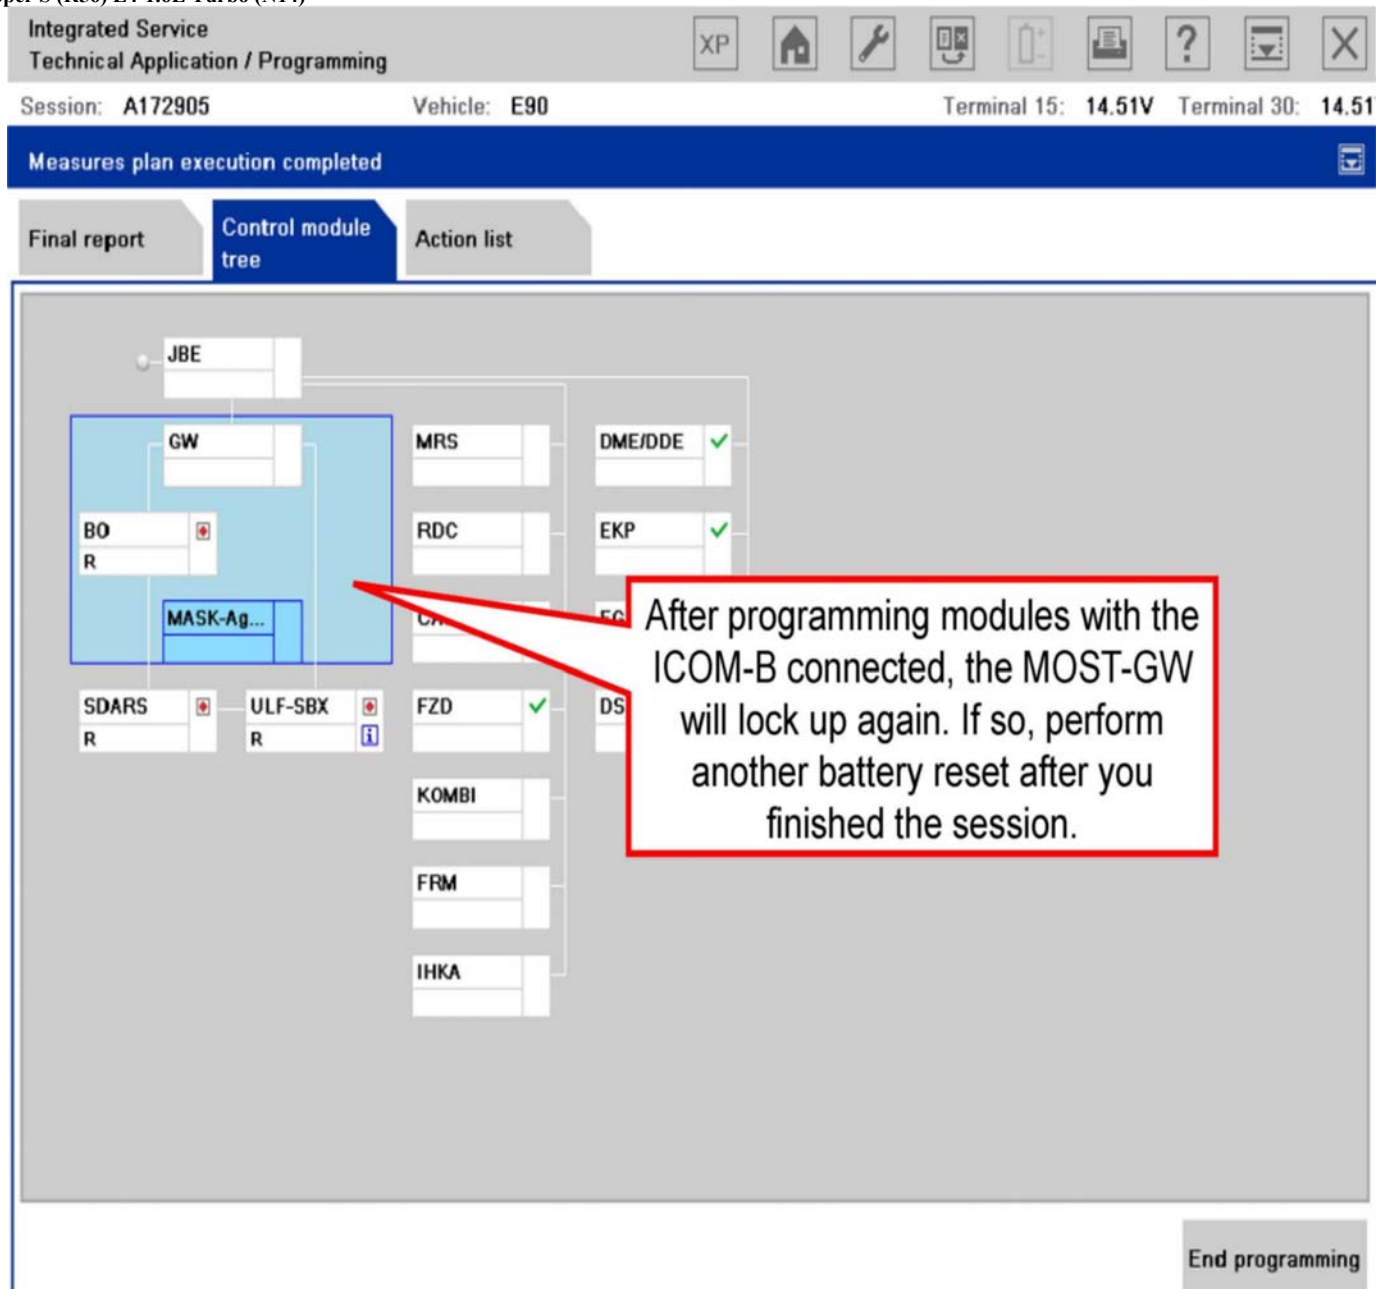 Integrated Service
Technical Application / Programming
XP
?
Session: A172905 Vehicle: E90 Terminal 15: 14.51V Terminal 30: 14.51
Measures plan execution completed
Final report
Control module
tree
Action list
JBE
GW
MRS
DME/DDE
BO
R
RDC
EKP
MASK-Ag...
SDARS
R
ULF-SBX
R
i
FZD
DS
KOMBI
FRM
IHKA
After programming modules with the
ICOM-B connected, the MOST-GW
will lock up again. If so, perform
another battery reset after you
finished the session.
End programming